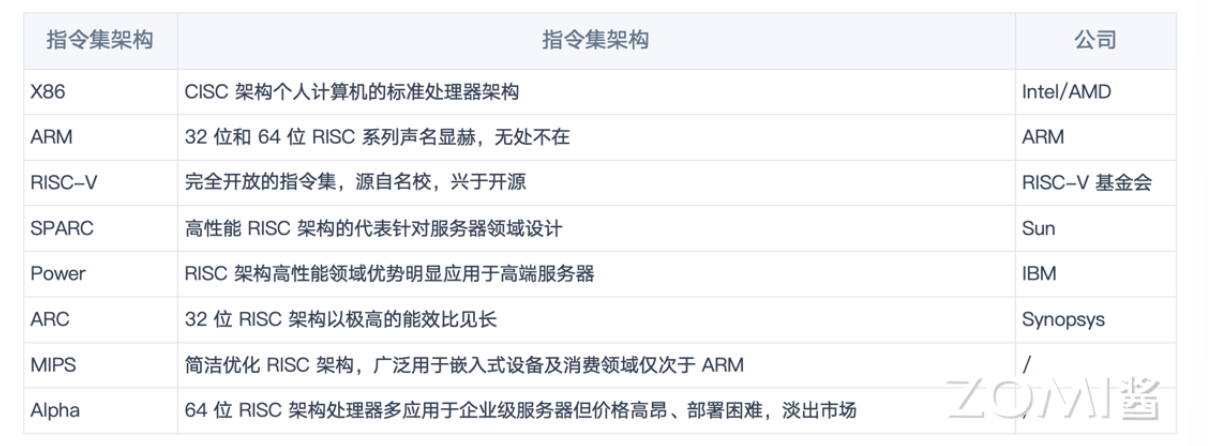 指令集架构 指令集架构 公司
X86 CISC 架构个人计算机的标准处理器架构 Intel/AMD
ARM 32 位和 64 位 RISC 系列声名显赫，无处不在 ARM
RISC-V 完全开放的指令集，源自名校，兴于开源 RISC-V 基金会
SPARC 高性能 RISC 架构的代表针对服务器领域设计 Sun
Power RISC 架构高性能领域优势明显应用于高端服务器 IBM
ARC 32 位 RISC 架构以极高的能效比见长 Synopsys
MIPS 简洁优化 RISC 架构，广泛用于嵌入式设备及消费领域仅次于 ARM /
Alpha 64 位 RISC 架构处理器多应用于企业级服务器但价格高昂、部署困难，淡出市场 /
ZOMI酱